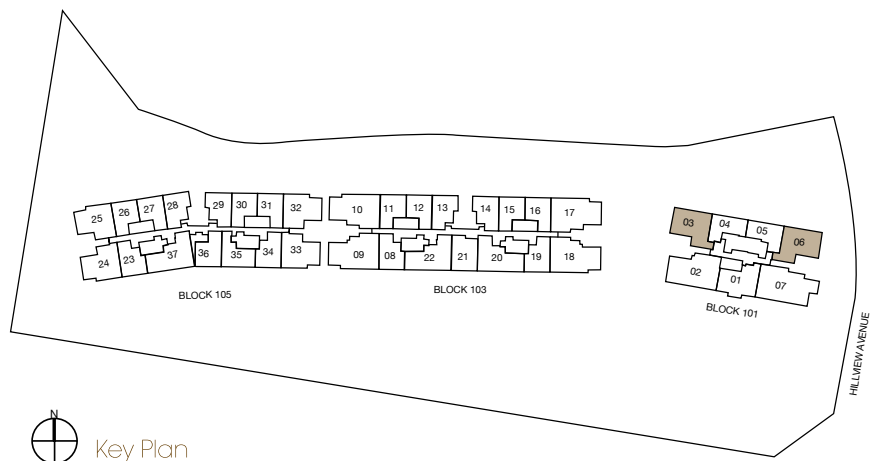 25 26 27 28 29 30 31 32 10 11 12 13 14 15 16 17
24 23 37 36 35 34 33 09 08 22 21 20 19 18
03 04 05 06
02 01 07
BLOCK 105
BLOCK 103
BLOCK 101
HILLVIEW AVENUE
N
Key Plan